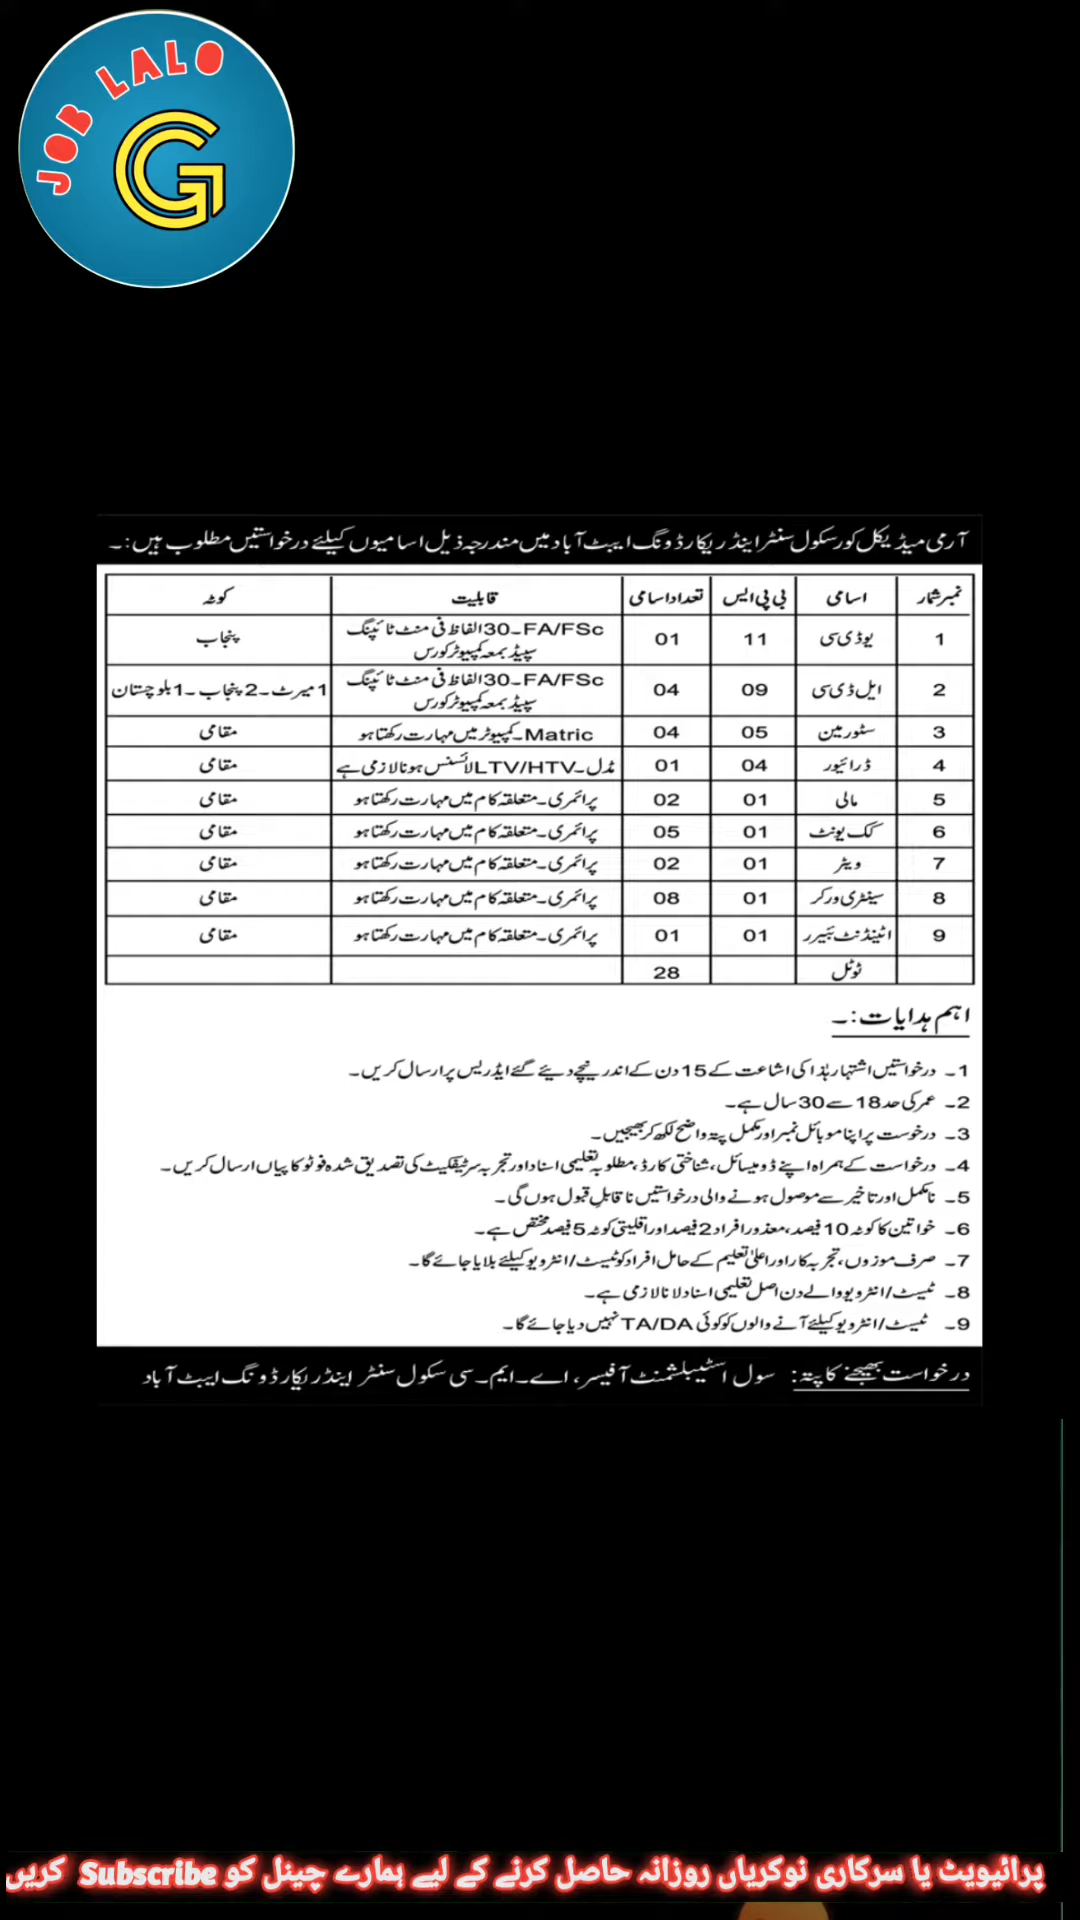 JOB LALO
G
آرمی میڈیکل کور سکول سنٹر اینڈ ریکارڈ ونگ ایبٹ آباد میں مندرجہ ذیل اسامیوں کیلئے درخواستیں مطلوب ہیں:۔
نمبر شمار اسامی بی پی ایس تعداد اسامی قابلیت کوٹہ
1 یو ڈی سی 11 01 FA/FSc۔30 الفاظ فی منٹ ٹائپنگ سپیڈ بمعہ کمپیوٹر کورس پنجاب
2 ایل ڈی سی 09 04 FA/FSc۔30 الفاظ فی منٹ ٹائپنگ سپیڈ بمعہ کمپیوٹر کورس 1 میرٹ۔2 پنجاب۔1 بلوچستان
3 سٹور مین 05 04 Matric۔کمپیوٹر میں مہارت رکھتا ہو مقامی
4 ڈرائیور 04 01 مڈل۔LTV/HTV لائسنس ہونا لازمی ہے مقامی
5 مالی 01 02 پرائمری۔متعلقہ کام میں مہارت رکھتا ہو مقامی
6 کک یونٹ 01 05 پرائمری۔متعلقہ کام میں مہارت رکھتا ہو مقامی
7 ویٹر 01 02 پرائمری۔متعلقہ کام میں مہارت رکھتا ہو مقامی
8 سینٹری ورکر 01 08 پرائمری۔متعلقہ کام میں مہارت رکھتا ہو مقامی
9 اٹینڈنٹ بیئرر 01 01 پرائمری۔متعلقہ کام میں مہارت رکھتا ہو مقامی
ٹوٹل 28
اہم ہدایات:۔
1۔ درخواستیں اشتہار ہٰذا کی اشاعت کے 15 دن کے اندر نیچے دیئے گئے ایڈریس پر ارسال کریں۔
2۔ عمر کی حد 18 سے 30 سال ہے۔
3۔ درخوست پر اپنا موبائل نمبر اور مکمل پتہ واضح لکھ کر بھیجیں۔
4۔ درخواست کے ہمراہ اپنے ڈومیسائل، شناختی کارڈ، مطلوبہ تعلیمی اسناد اور تجربہ سرٹیفکیٹ کی تصدیق شدہ فوٹو کاپیاں ارسال کریں۔
5۔ نامکمل اور تاخیر سے موصول ہونے والی درخواستیں ناقابل قبول ہوں گی۔
6۔ خواتین کا کوٹہ 10 فیصد، معذور افراد 2 فیصد اور اقلیتی کوٹہ 5 فیصد مختص ہے۔
7۔ صرف موزوں، تجربہ کار اور اعلیٰ تعلیم کے حامل افراد کو ٹیسٹ/انٹرویو کیلئے بلایا جائے گا۔
8۔ ٹیسٹ/انٹرویو والے دن اصل تعلیمی اسناد لانا لازمی ہے۔
9۔ ٹیسٹ/انٹرویو کیلئے آنے والوں کو کوئی TA/DA نہیں دیا جائے گا۔
درخواست بھیجنے کا پتہ: سول اسٹیبلشمنٹ آفیسر، اے۔ایم۔سی سکول سنٹر اینڈ ریکارڈ ونگ ایبٹ آباد
پرائیویٹ یا سرکاری نوکریاں روزانہ حاصل کرنے کے لیے ہمارے چینل کو Subscribe کریں